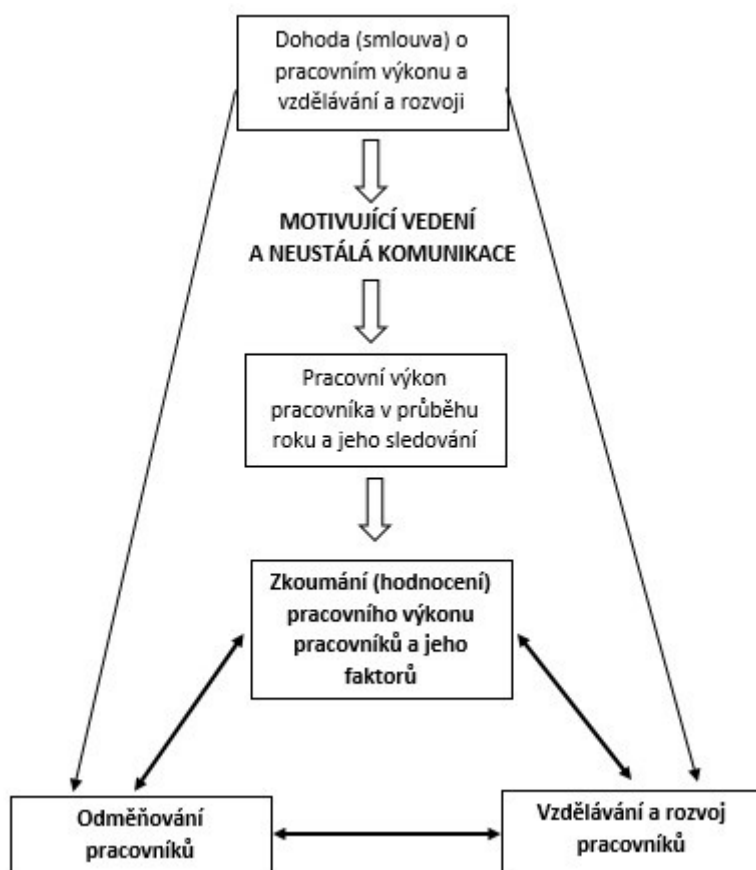 Dohoda (smlouva) o
pracovním výkonu a
vzdělávání a rozvoji
MOTIVUJÍCÍ VEDENÍ
A NEUSTÁLÁ KOMUNIKACE
Pracovní výkon
pracovníka v průběhu
roku a jeho sledování
Zkoumání (hodnocení)
pracovního výkonu
pracovníků a jeho
faktorů
Odměňování
pracovníků
Vzdělávání a rozvoj
pracovníků